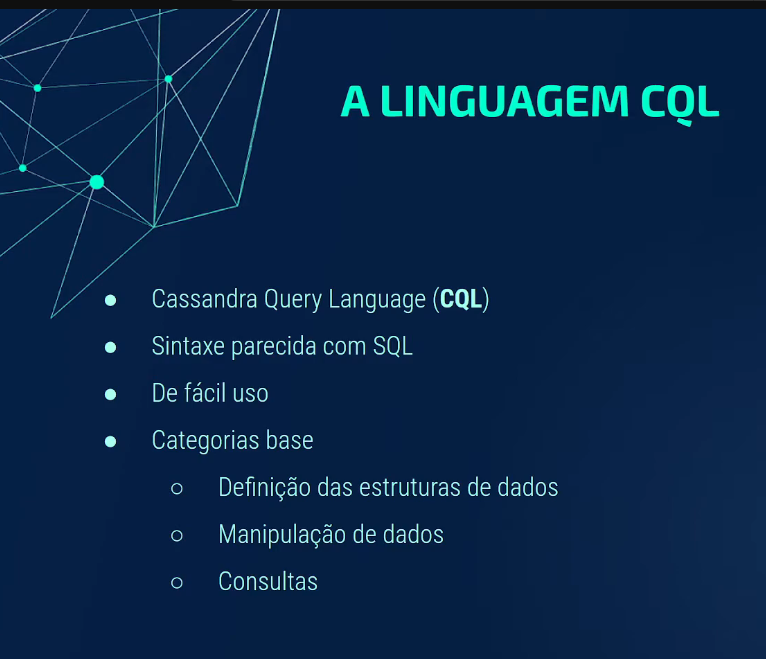 A LINGUAGEM CQL
● Cassandra Query Language (CQL)
● Sintaxe parecida com SQL
● De fácil uso
● Categorias base
○ Definição das estruturas de dados
○ Manipulação de dados
○ Consultas